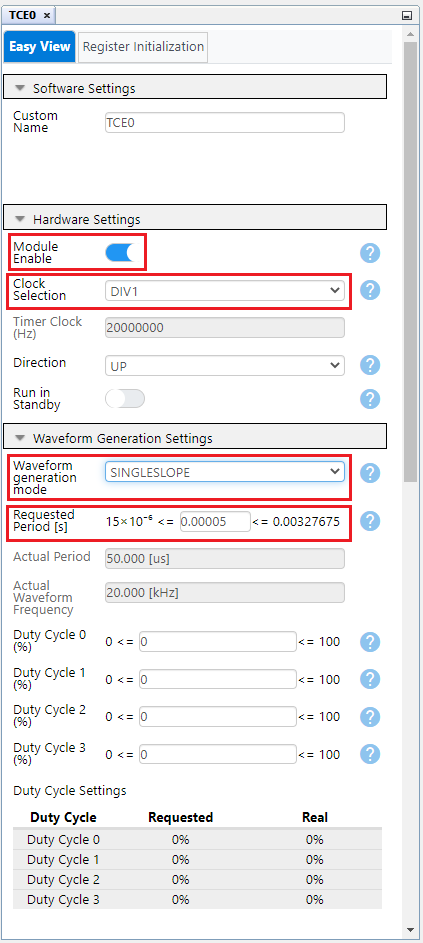 TCE0 ×
Easy View
Register Initialization
Software Settings
Custom
Name
TCE0
Hardware Settings
Module
Enable
?
Clock
Selection
DIV1
?
Timer Clock
(Hz)
20000000
Direction
UP
?
Run in
Standby
?
Waveform Generation Settings
Waveform
generation
mode
SINGLESLOPE
?
Requested
Period [s]
15×10⁻⁶ <= 0.00005 <= 0.00327675
?
Actual Period
50.000 [us]
Actual
Waveform
Frequency
20.000 [kHz]
Duty Cycle 0
(%)
0 <= 0 <= 100
?
Duty Cycle 1
(%)
0 <= 0 <= 100
?
Duty Cycle 2
(%)
0 <= 0 <= 100
?
Duty Cycle 3
(%)
0 <= 0 <= 100
?
Duty Cycle Settings
Duty Cycle Requested Real
Duty Cycle 0 0% 0%
Duty Cycle 1 0% 0%
Duty Cycle 2 0% 0%
Duty Cycle 3 0% 0%